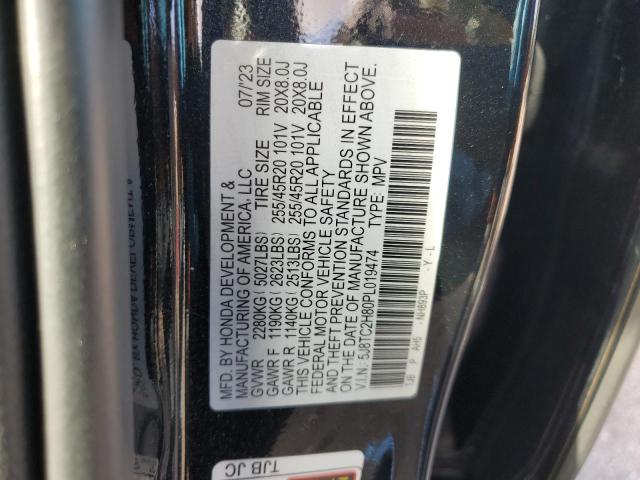 MFD. BY HONDA DEVELOPMENT & 07/23
MANUFACTURING OF AMERICA, LLC
TIRE SIZE RIM SIZE
GVWR 2280KG (5027LBS)
GAWR F 1190KG (2623LBS) 255/45R20 101V 20X8.0J
GAWR R 1140KG (2513LBS) 255/45R20 101V 20X8.0J
THIS VEHICLE CONFORMS TO ALL APPLICABLE
FEDERAL MOTOR VEHICLE SAFETY
AND THEFT PREVENTION STANDARDS IN EFFECT
ON THE DATE OF MANUFACTURE SHOWN ABOVE.
V.I.N.: 5J8TC2H80PL019474 TYPE: MPV
TJB P AHS NH893P -Y-L
TJB JC